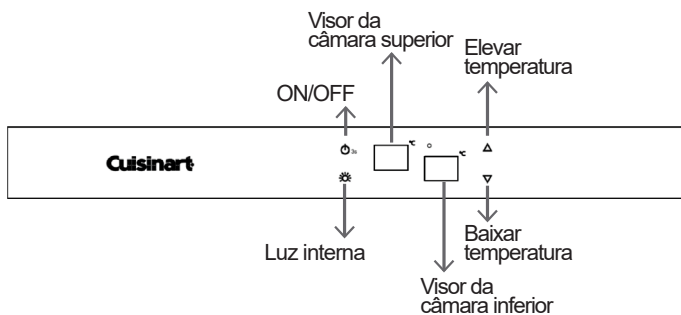 Visor da
câmara superior
Elevar
temperatura
ON/OFF
Cuisinart
3s
°C
°C
Luz interna
Baixar
temperatura
Visor da
câmara inferior